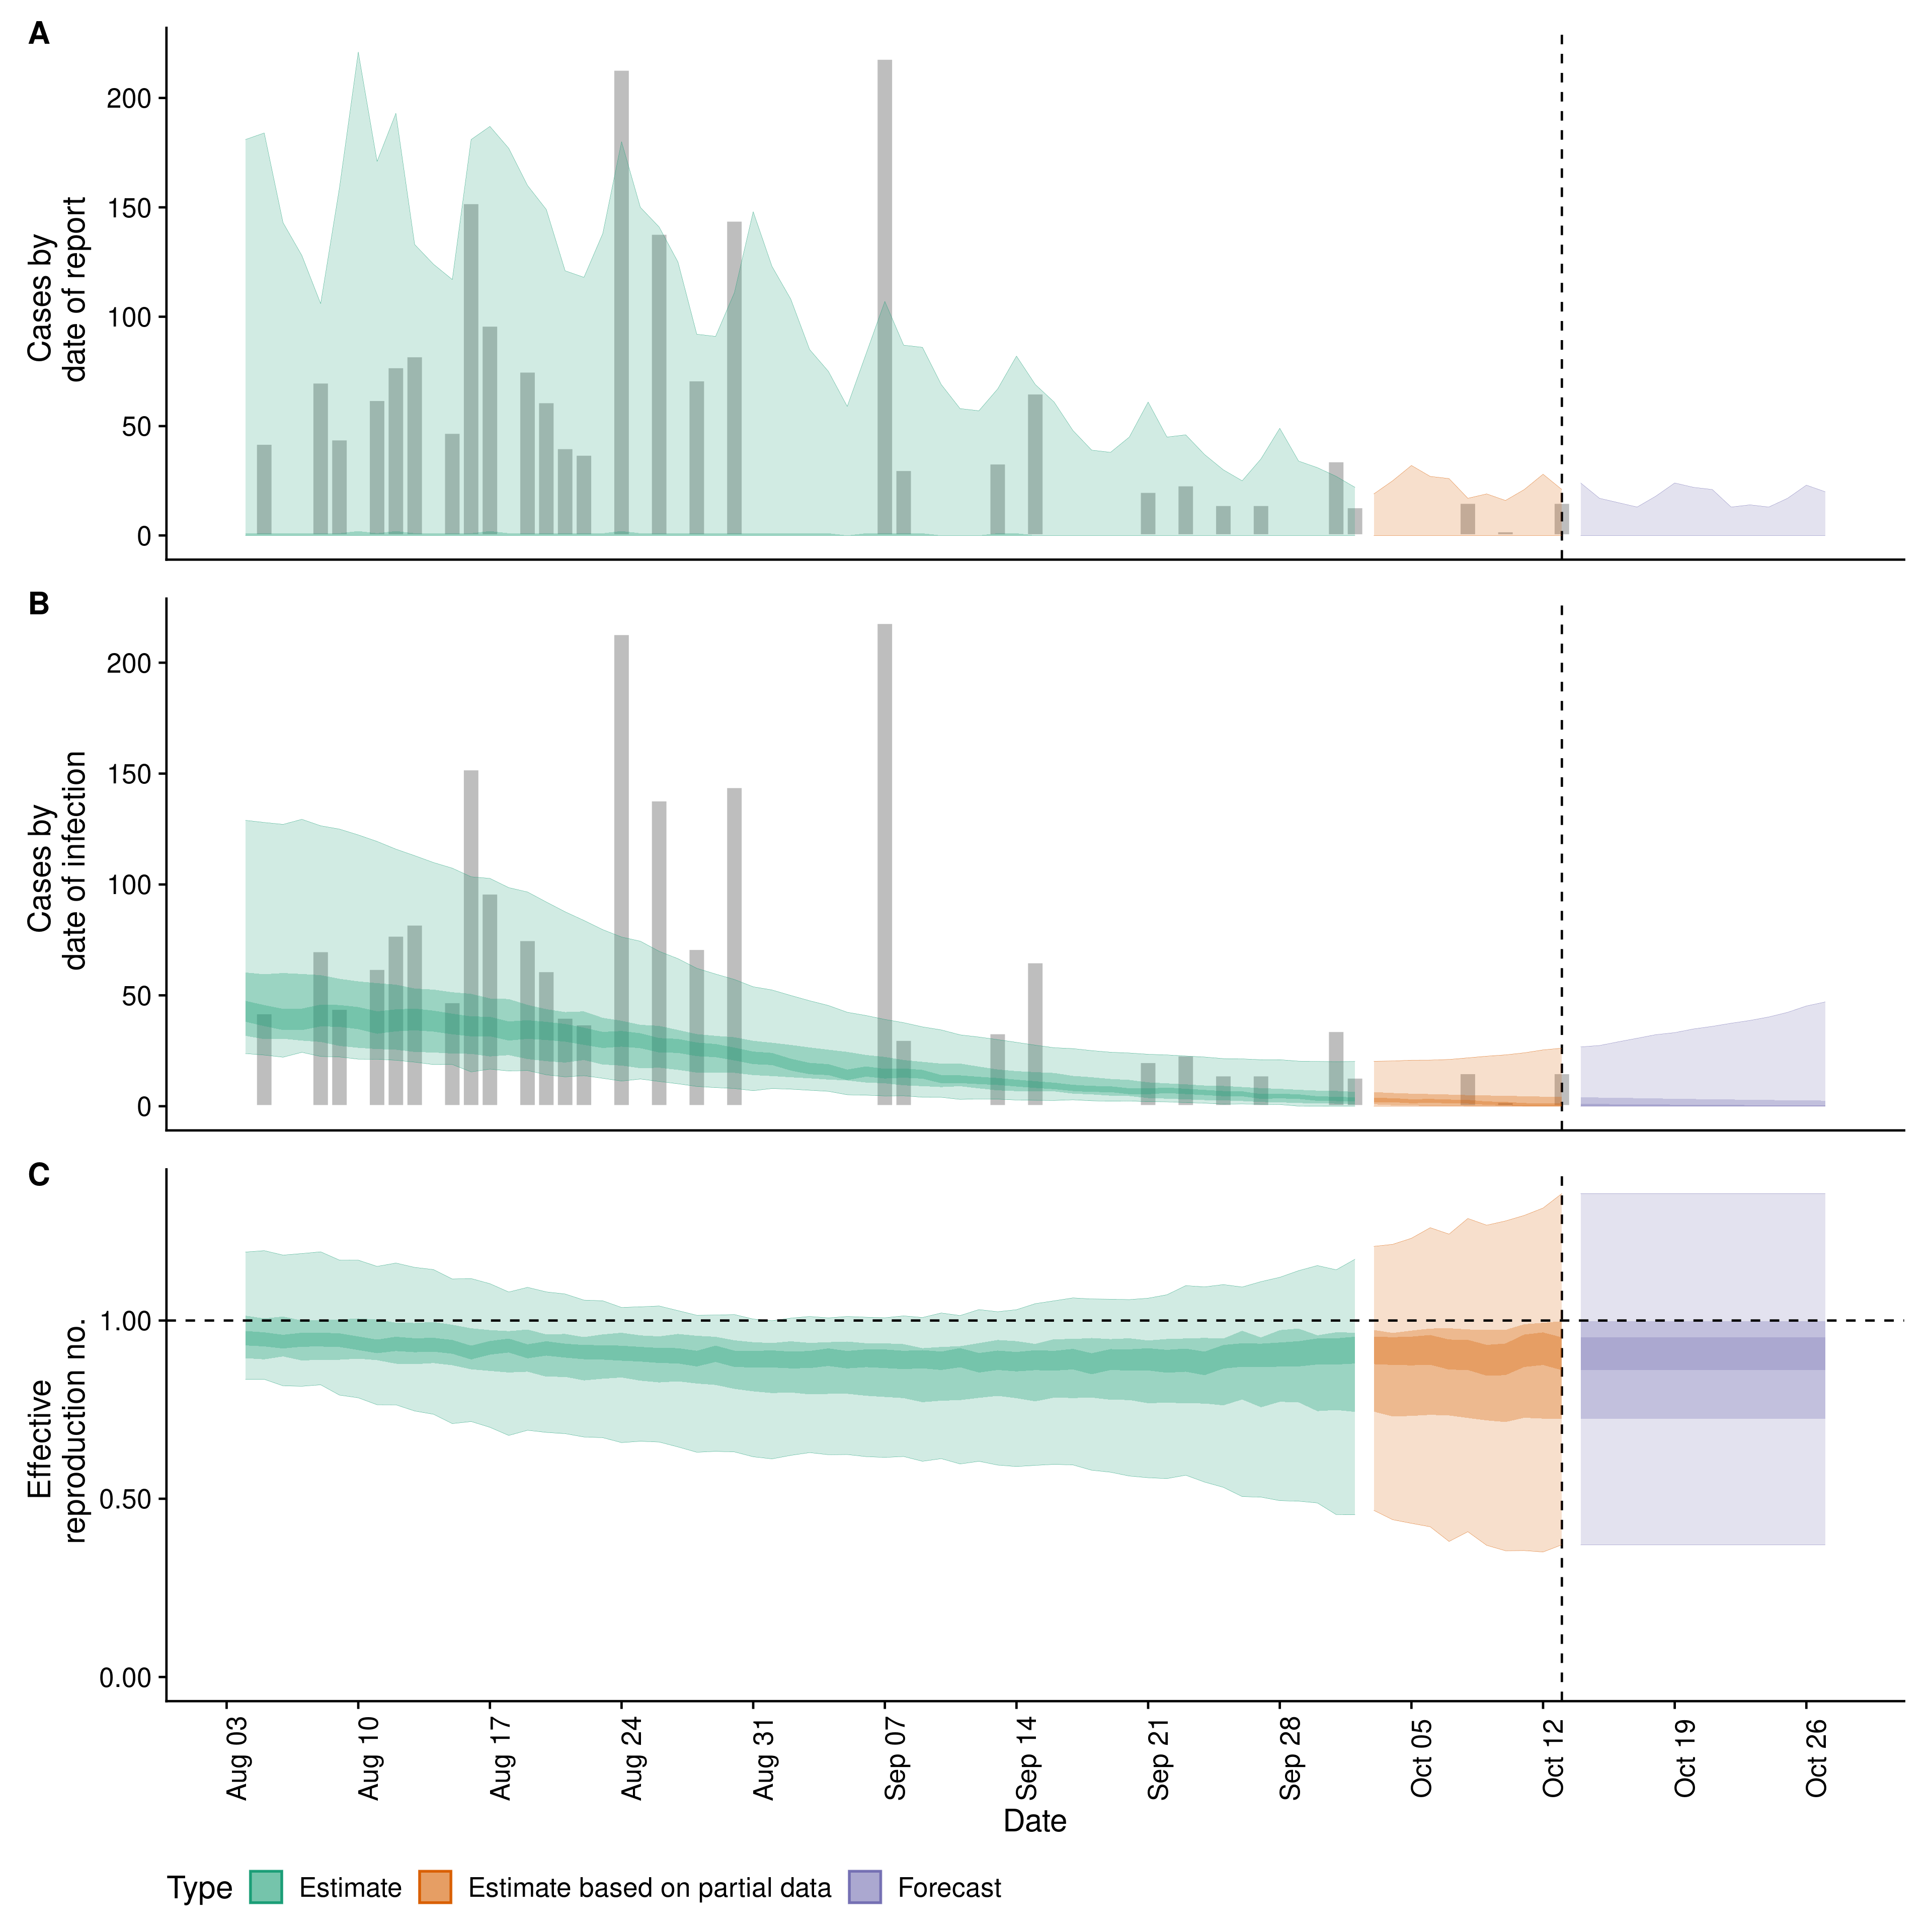 A
Cases by
date of report
200
150
100
50
0
B
Cases by
date of infection
200
150
100
50
0
C
Effective
reproduction no.
1.00
0.50
0.00
Aug 03
Aug 10
Aug 17
Aug 24
Aug 31
Sep 07
Sep 14
Sep 21
Sep 28
Oct 05
Oct 12
Oct 19
Oct 26
Date
Type Estimate Estimate based on partial data Forecast